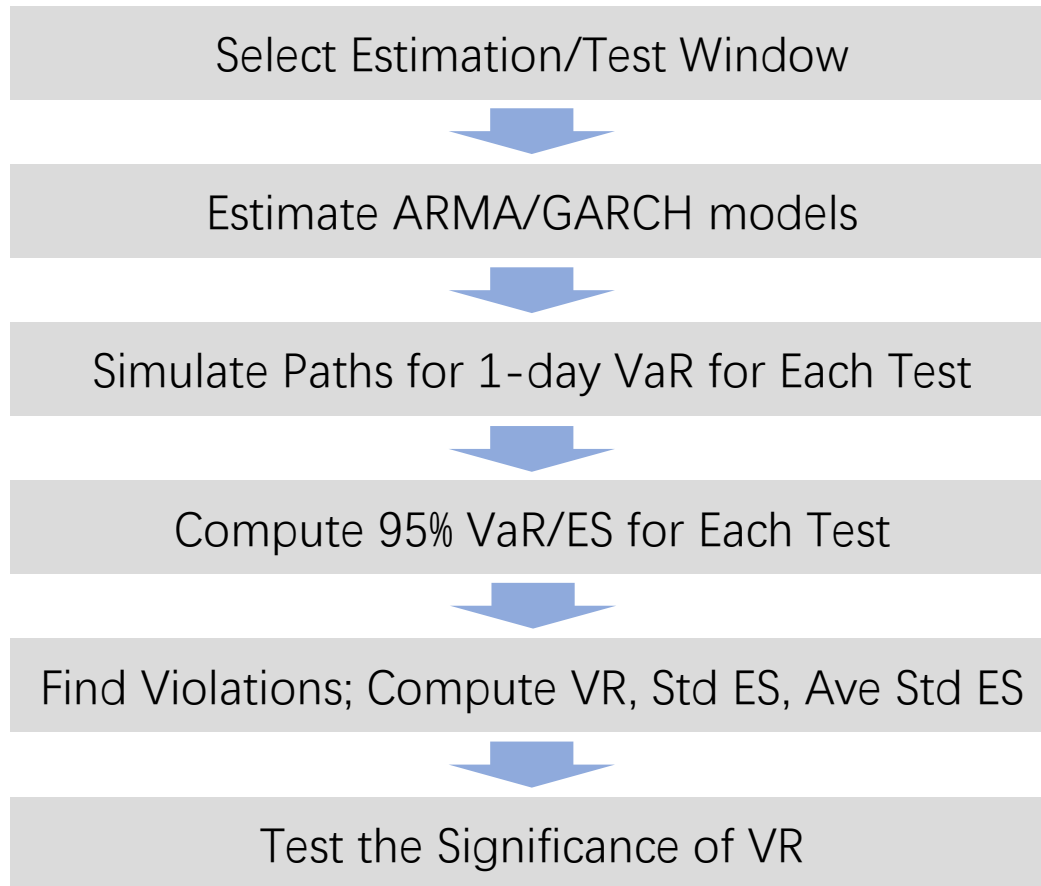 Select Estimation/Test Window
Estimate ARMA/GARCH models
Simulate Paths for 1-day VaR for Each Test
Compute 95% VaR/ES for Each Test
Find Violations; Compute VR, Std ES, Ave Std ES
Test the Significance of VR